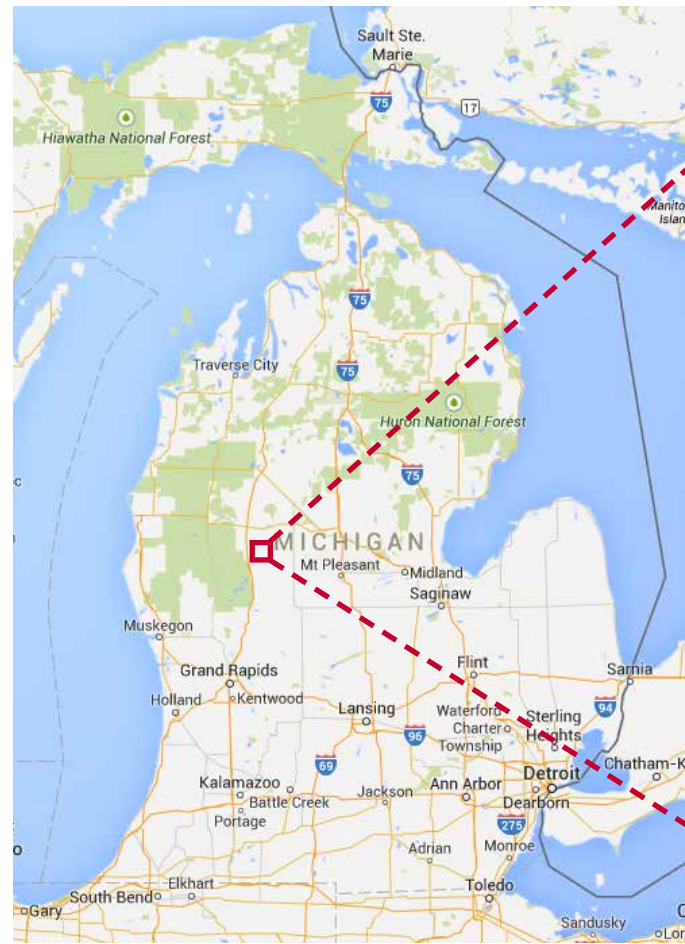 Sault Ste.
Marie
75
17
Hiawatha National Forest
Manito
Islan
75
Traverse City
75
Huron National Forest
75
c
MICHIGAN
Mt Pleasant
Midland
Saginaw
Muskegon
Grand Rapids
Flint
Sarnia
Holland
Kentwood
Lansing
Waterford
Charter
Township
Sterling
Heights
94
96
69
Detroit
Chatham-K
Kalamazoo
Battle Creek
Jackson
Ann Arbor
Dearborn
Portage
275
Adrian
Monroe
o
Toledo
South Bend
Elkhart
Gary
Sandusky
C
Lor